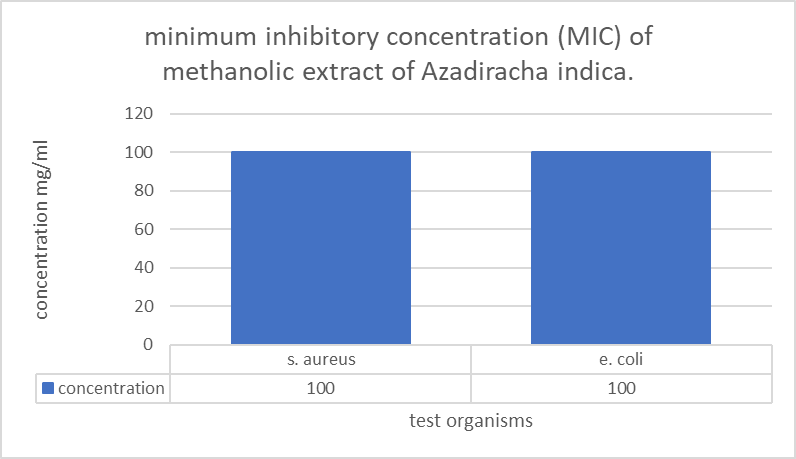 minimum inhibitory concentration (MIC) of
methanolic extract of Azadiracha indica.
120
100
80
60
40
20
0
concentration mg/ml
s. aureus e. coli
concentration 100 100
test organisms